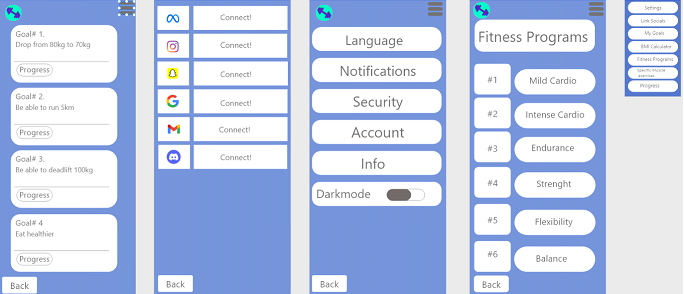 Goal# 1.
Drop from 80kg to 70kg
Progress
Goal# 2.
Be able to run 5km
Progress
Goal# 3.
Be able to deadlift 100kg
Progress
Goal# 4
Eat healthier
Progress
Back
Connect!
Connect!
Connect!
Connect!
Connect!
Connect!
Back
Language
Notifications
Security
Account
Info
Darkmode
Back
Fitness Programs
#1 Mild Cardio
#2 Intense Cardio
#3 Endurance
#4 Strenght
#5 Flexibility
#6 Balance
Back
Settings
Link Socials
My Goals
BMI Calculator
Fitness Programs
Specific Muscle
exercises
Progress